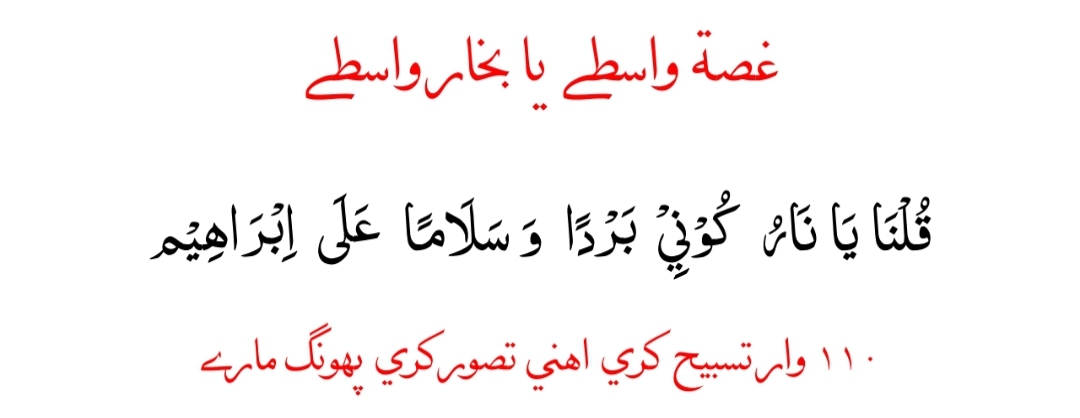 غصة واسطے يا بخار واسطے
قُلْنَا يَا نَارُ كُوْنِيْ بَرْدًا وَ سَلَامًا عَلَى اِبْرَاهِيْم
١١٠ وار تسبيح كري اهني تصور كري پھونگ مارے